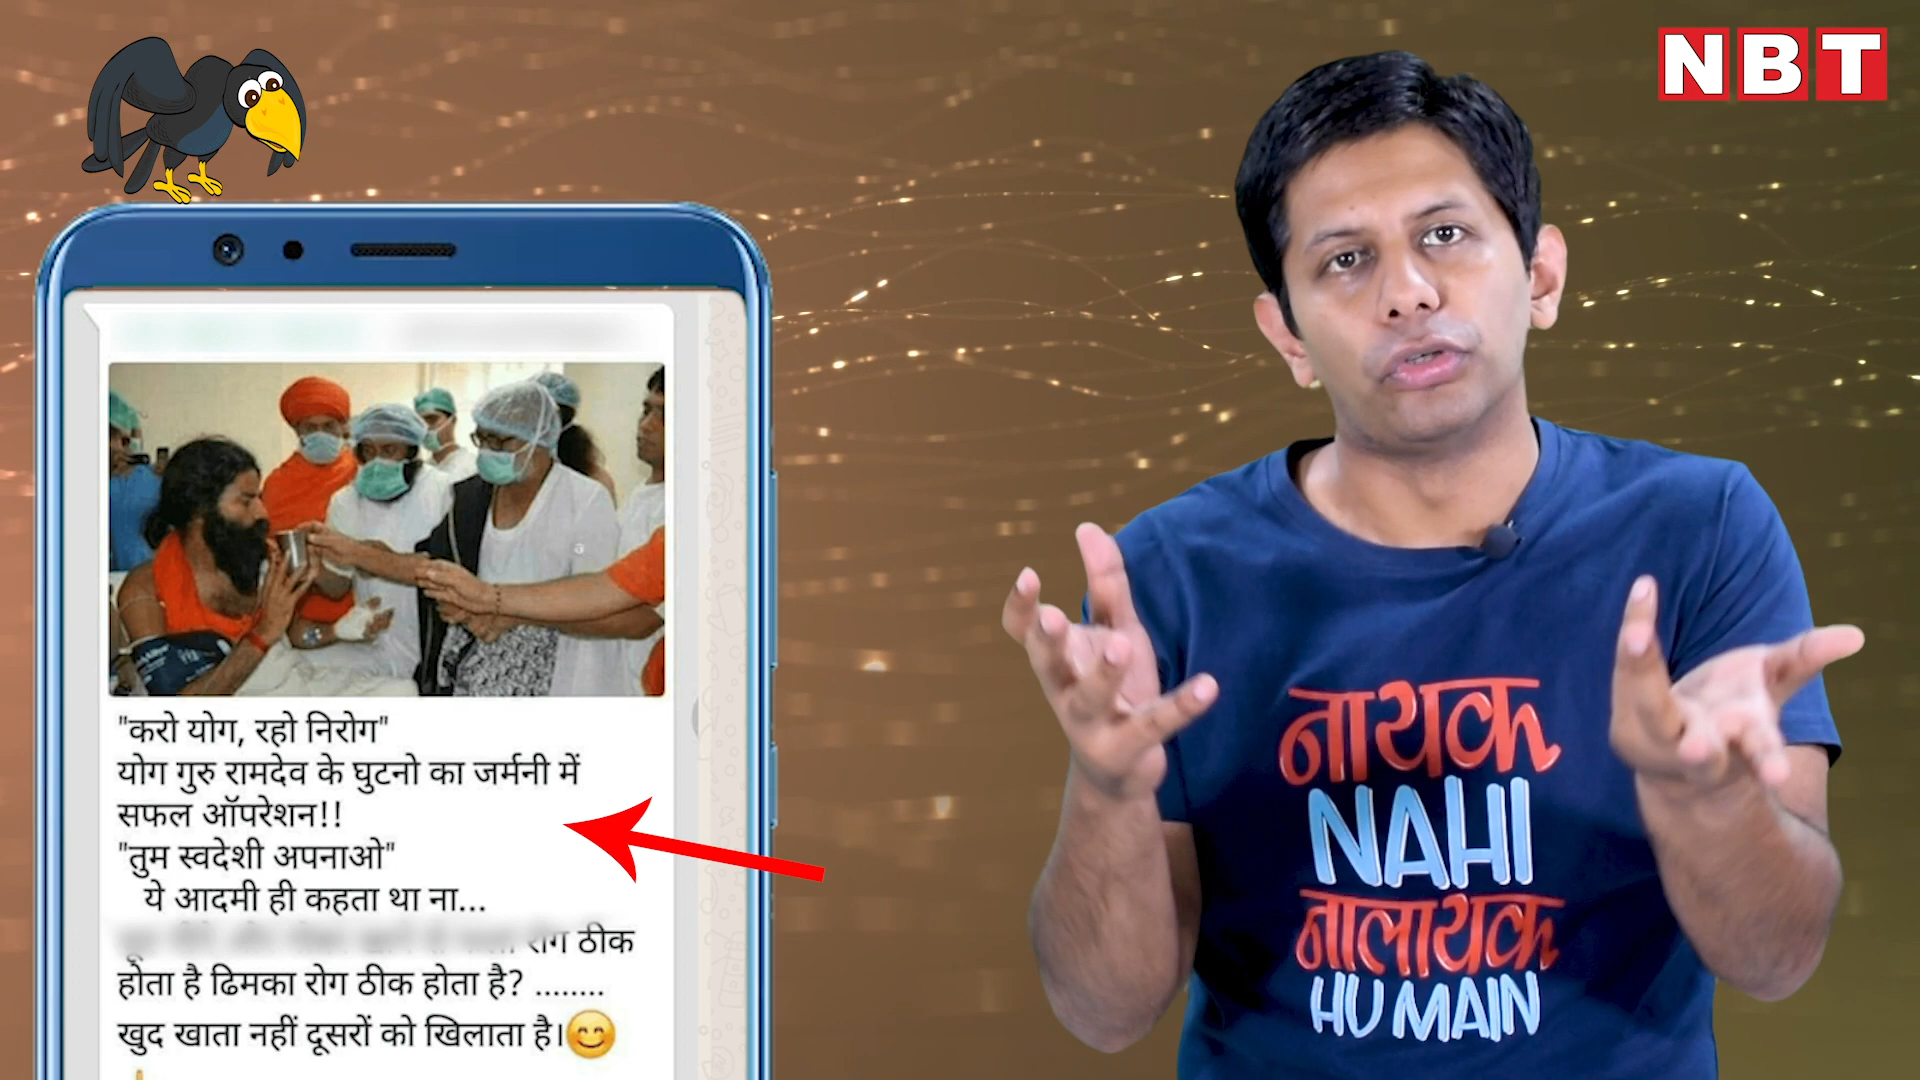 NBT
"करो योग, रहो निरोग"
योग गुरु रामदेव के घुटनो का जर्मनी में
सफल ऑपरेशन!!
"तुम स्वदेशी अपनाओ"
ये आदमी ही कहता था ना...
रोग ठीक
होता है ढिमका रोग ठीक होता है? ........
खुद खाता नहीं दूसरों को खिलाता है।😊
नायक
NAHI
नालायक
HU MAIN